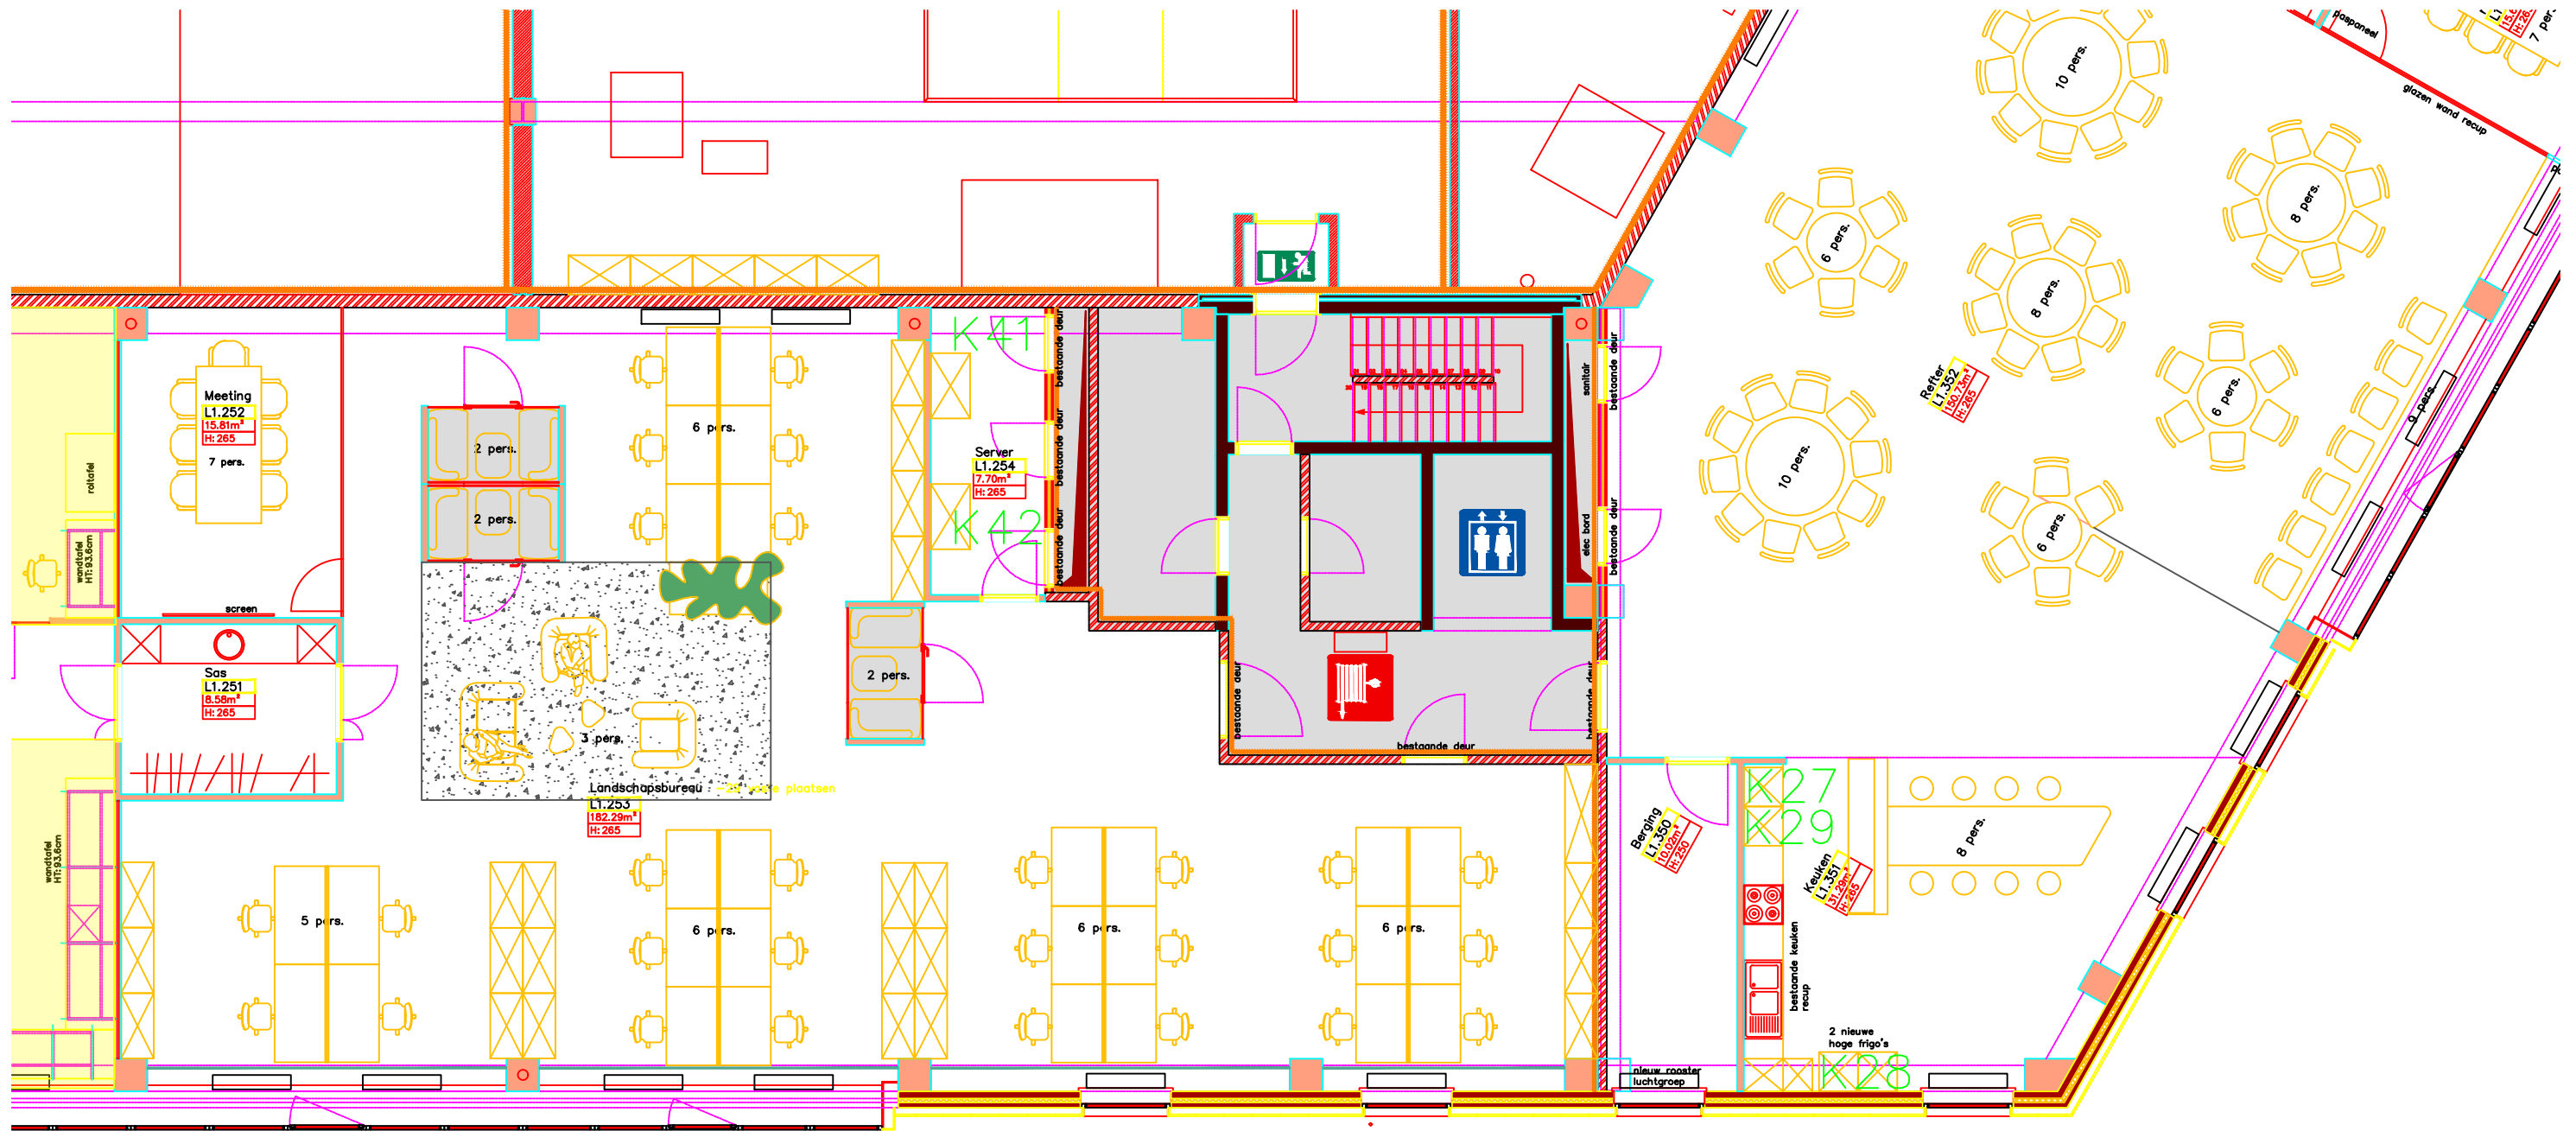 paspaneel
7 pers.
glazen wand recup
10 pers.
8 pers.
6 pers.
8 pers.
6 pers.
9 pers.
10 pers.
6 pers.
Refter
L1.352
150.73m²
H: 265
Meeting
L1.252
15.81m²
H: 265
7 pers.
screen
roltafel
wandtafel
HT:93.6cm
2 pers.
2 pers.
6 pers.
K41
Server
L1.254
7.70m²
H: 265
K42
bestaande deur
bestaande deur
bestaande deur
sanitair
bestaande deur
elec bord
bestaande deur
Sas
L1.251
8.58m²
H: 265
2 pers.
3 pers.
bestaande deur
bestaande deur
bestaande deur
Landschapsbureau
L1.253
182.29m²
H: 265
wandtafel
HT:93.6cm
5 pers.
6 pers.
6 pers.
6 pers.
Berging
L1.350
10.02m²
H: 250
K27
K29
Keuken
L1.351
31.29m²
H: 265
8 pers.
bestaande keuken
recup
2 nieuwe
hoge frigo's
K28
nieuw rooster
luchtgroep